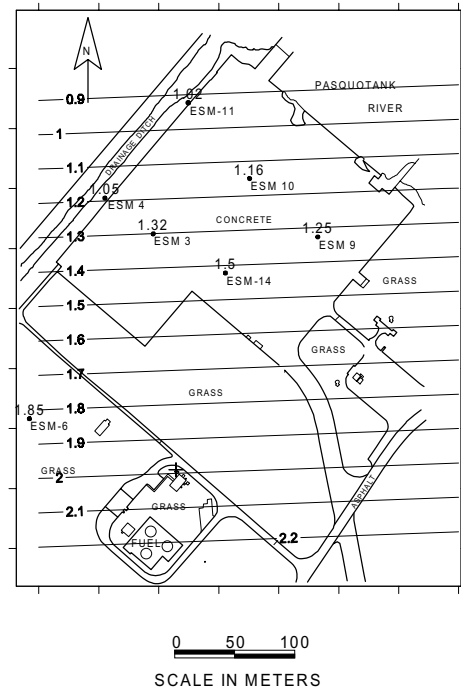 N
0.9
1.02
ESM-11
PASQUOTANK
RIVER
1
DRAINAGE DITCH
1.1
1.16
ESM 10
1.05
ESM 4
1.2
CONCRETE
1.32
ESM 3
1.25
ESM 9
1.3
1.5
ESM-14
1.4
GRASS
1.5
1.6
GRASS
1.7
GRASS
1.8
1.85
ESM-6
1.9
GRASS
2
ASPHALT
2.1
GRASS
2.2
FUEL
0 50 100
SCALE IN METERS